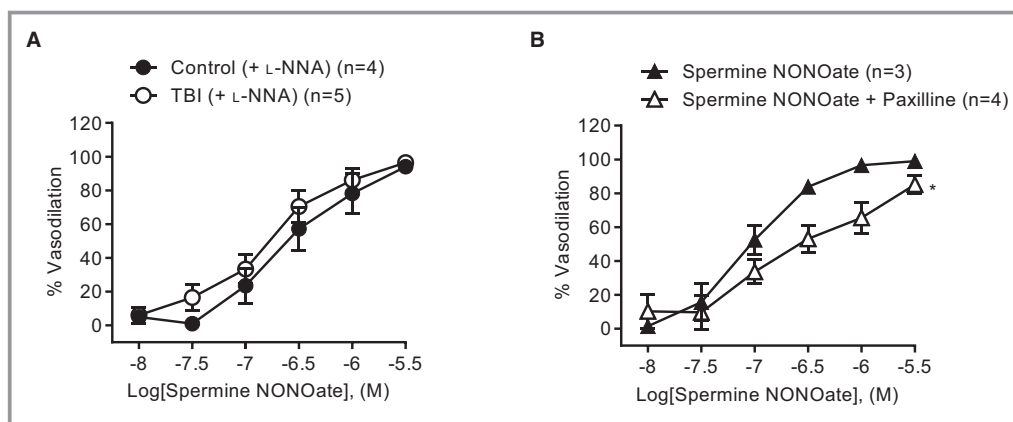 A
Control (+ L-NNA) (n=4)
TBI (+ L-NNA) (n=5)
120
100
80
60
40
20
0
% Vasodilation
-8 -7.5 -7 -6.5 -6 -5.5
Log[Spermine NONOate], (M)
B
Spermine NONOate (n=3)
Spermine NONOate + Paxilline (n=4)
120
100
80
60
40
20
0
% Vasodilation
*
-8 -7.5 -7 -6.5 -6 -5.5
Log[Spermine NONOate], (M)